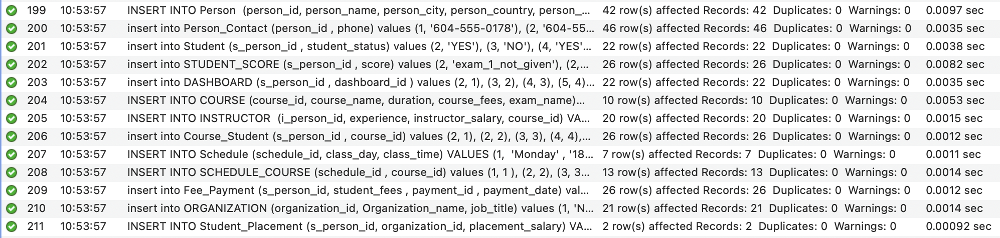 199 10:53:57 INSERT INTO Person (person_id, person_name, person_city, person_country, person_... 42 row(s) affected Records: 42 Duplicates: 0 Warnings: 0 0.0097 sec
200 10:53:57 insert into Person_Contact (person_id , phone) values (1, '604-555-0178'), (2, '604-55... 46 row(s) affected Records: 46 Duplicates: 0 Warnings: 0 0.0035 sec
201 10:53:57 insert into Student (s_person_id , student_status) values (2, 'YES'), (3, 'NO'), (4, 'YES'... 22 row(s) affected Records: 22 Duplicates: 0 Warnings: 0 0.0038 sec
202 10:53:57 insert into STUDENT_SCORE (s_person_id , score) values (2, 'exam_1_not_given'), (2,... 26 row(s) affected Records: 26 Duplicates: 0 Warnings: 0 0.0082 sec
203 10:53:57 insert into DASHBOARD (s_person_id , dashboard_id ) values (2, 1), (3, 2), (4, 3), (5, 4)... 22 row(s) affected Records: 22 Duplicates: 0 Warnings: 0 0.0035 sec
204 10:53:57 INSERT INTO COURSE (course_id, course_name, duration, course_fees, exam_name)... 10 row(s) affected Records: 10 Duplicates: 0 Warnings: 0 0.0053 sec
205 10:53:57 INSERT INTO INSTRUCTOR (i_person_id, experience, instructor_salary, course_id) VA... 20 row(s) affected Records: 20 Duplicates: 0 Warnings: 0 0.0015 sec
206 10:53:57 insert into Course_Student (s_person_id , course_id) values (2, 1), (2, 2), (3, 3), (4, 4),... 26 row(s) affected Records: 26 Duplicates: 0 Warnings: 0 0.0012 sec
207 10:53:57 INSERT INTO Schedule (schedule_id, class_day, class_time) VALUES (1, 'Monday' , '18... 7 row(s) affected Records: 7 Duplicates: 0 Warnings: 0 0.0011 sec
208 10:53:57 INSERT INTO SCHEDULE_COURSE (schedule_id , course_id) values (1, 1 ), (2, 2), (3, 3... 13 row(s) affected Records: 13 Duplicates: 0 Warnings: 0 0.0014 sec
209 10:53:57 insert into Fee_Payment (s_person_id, student_fees , payment_id , payment_date) val... 26 row(s) affected Records: 26 Duplicates: 0 Warnings: 0 0.0012 sec
210 10:53:57 insert into ORGANIZATION (organization_id, Organization_name, job_title) values (1, 'N... 21 row(s) affected Records: 21 Duplicates: 0 Warnings: 0 0.0014 sec
211 10:53:57 INSERT INTO Student_Placement (s_person_id, organization_id, placement_salary) VA... 2 row(s) affected Records: 2 Duplicates: 0 Warnings: 0 0.00092 sec